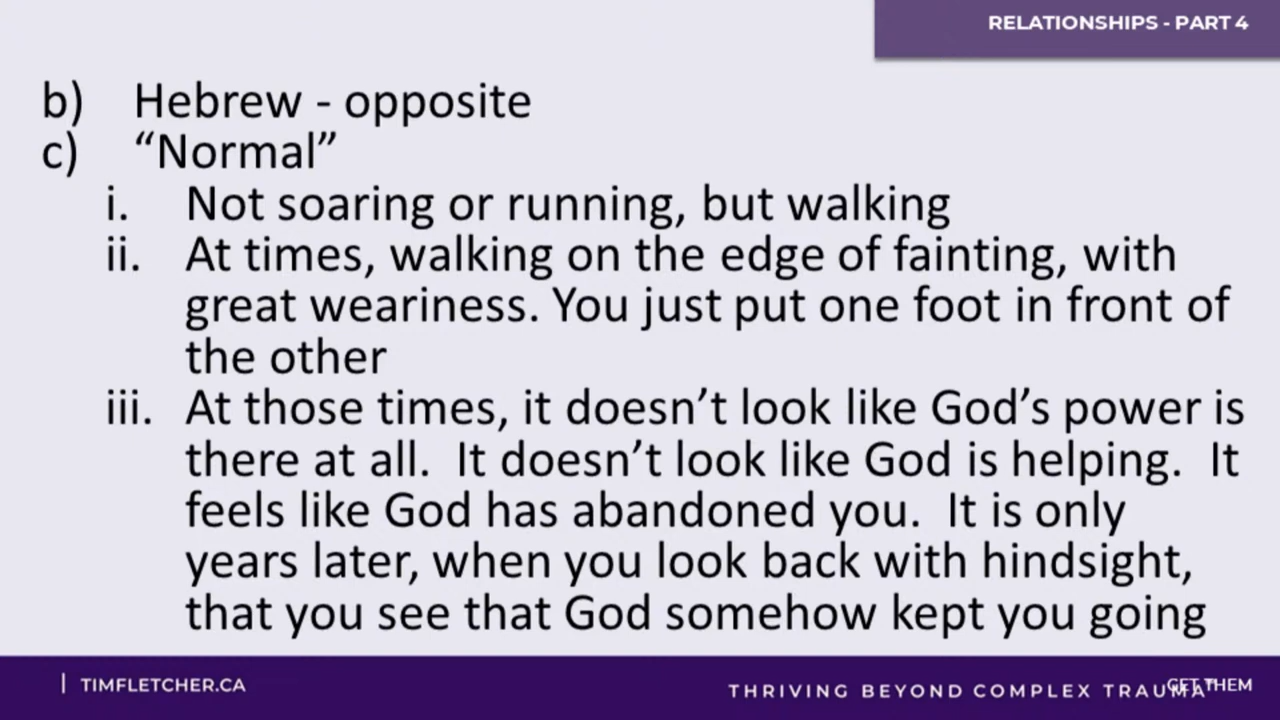 RELATIONSHIPS - PART 4
b) Hebrew - opposite
c) “Normal”
i. Not soaring or running, but walking
ii. At times, walking on the edge of fainting, with
great weariness. You just put one foot in front of
the other
iii. At those times, it doesn’t look like God’s power is
there at all.  It doesn’t look like God is helping.  It
feels like God has abandoned you.  It is only
years later, when you look back with hindsight,
that you see that God somehow kept you going
| TIMFLETCHER.CA
THRIVING BEYOND COMPLEX TRAUMA
GET THEM